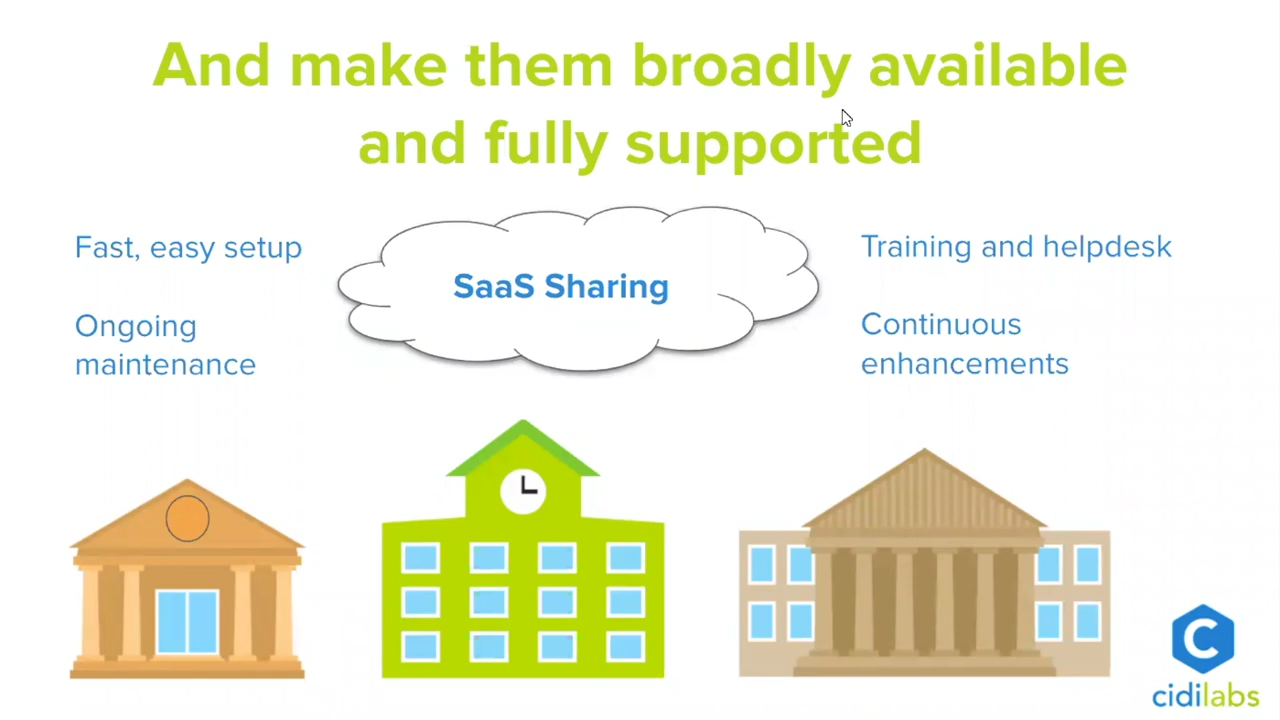 And make them broadly available
and fully supported
Fast, easy setup
Ongoing
maintenance
SaaS Sharing
Training and helpdesk
Continuous
enhancements
C
cidilabs